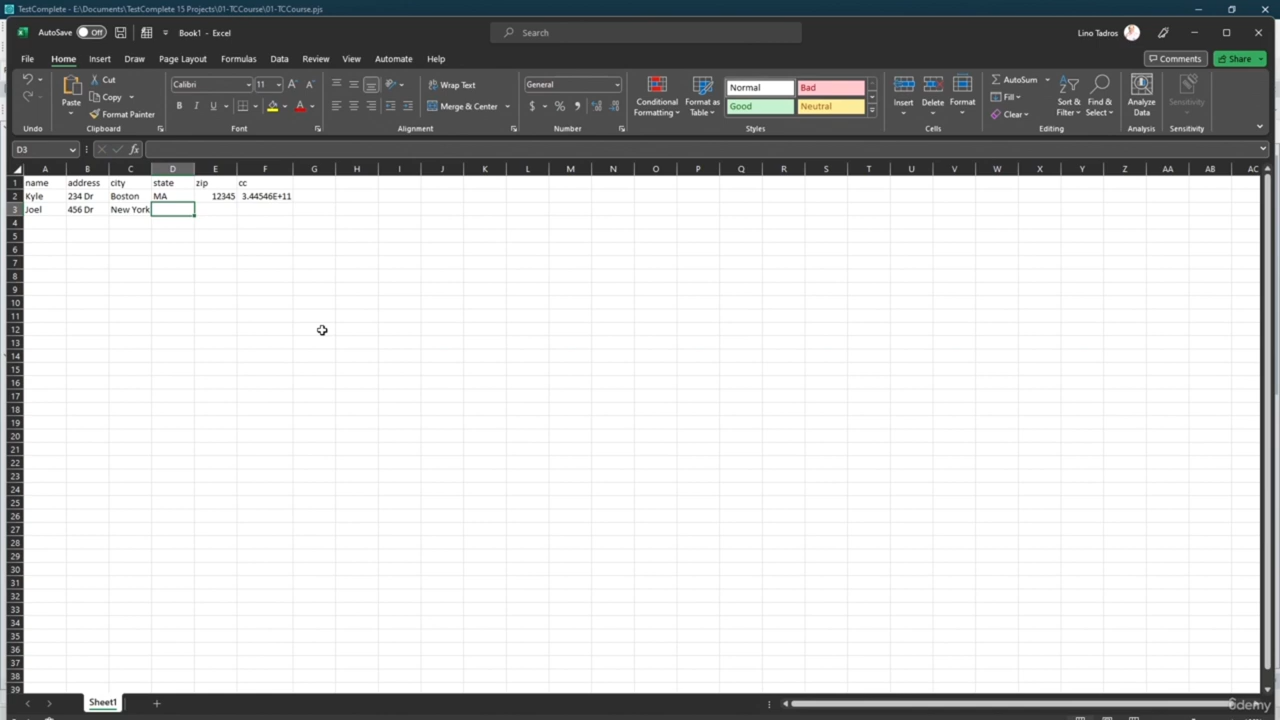 TestComplete - E:\Documents\TestComplete 15 Projects\01-TCCourse\01-TCCourse.pjs
AutoSave Off Book1 - Excel Search Lino Tadros
File Home Insert Draw Page Layout Formulas Data Review View Automate Help Comments Share
Undo
Paste Cut Copy Format Painter
Clipboard
Calibri 11
B I U
Font
Wrap Text
Merge & Center
Alignment
General
$ % ,
Number
Conditional Formatting
Format as Table
Normal Bad
Good Neutral
Styles
Insert Delete Format
Cells
AutoSum
Fill
Clear
Sort & Filter
Find & Select
Editing
Analyze Data
Analysis
Sensitivity
Sensitivity
D3 fx
A B C D E F G H I J K L M N O P Q R S T U V W X Y Z AA AB AC
1 name address city state zip cc
2 Kyle 234 Dr Boston MA 12345 3.44546E+11
3 Joel 456 Dr New York
4
5
6
7
8
9
10
11
12
13
14
15
16
17
18
19
20
21
22
23
24
25
26
27
28
29
30
31
32
33
34
35
36
37
38
39
Sheet1
ûdemy